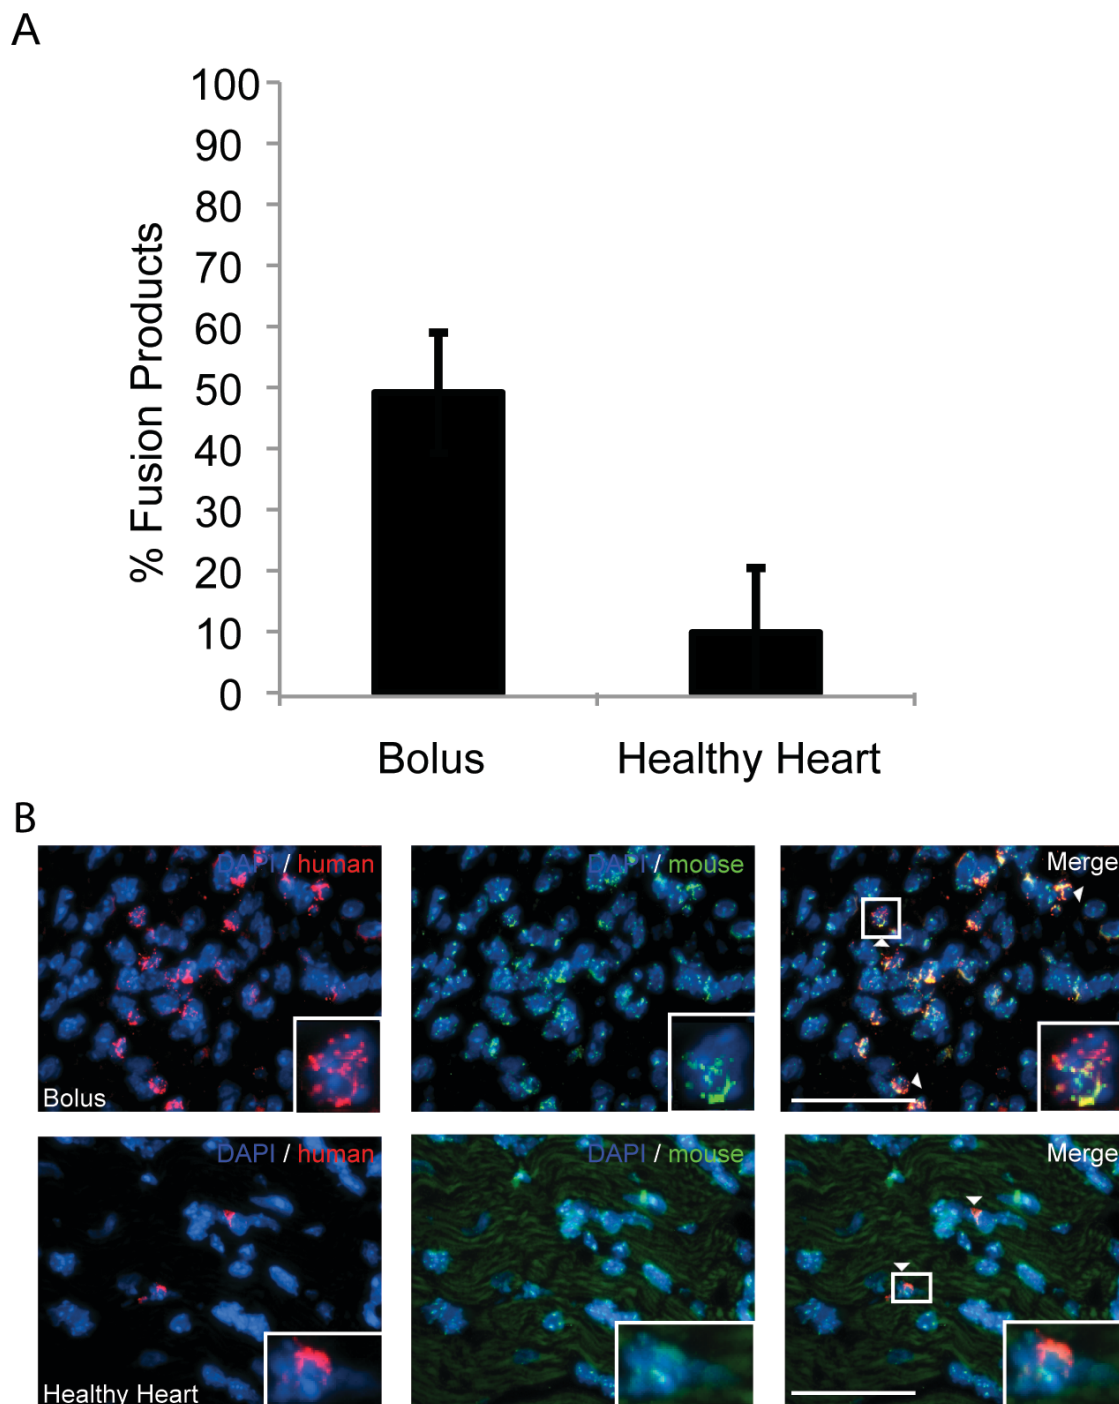 A
100
90
80
70
60
50
40
30
20
10
0
% Fusion Products
Bolus
Healthy Heart
B
DAPI / human
Bolus
DAPI / mouse
Merge
DAPI / human
Healthy Heart
DAPI / mouse
Merge